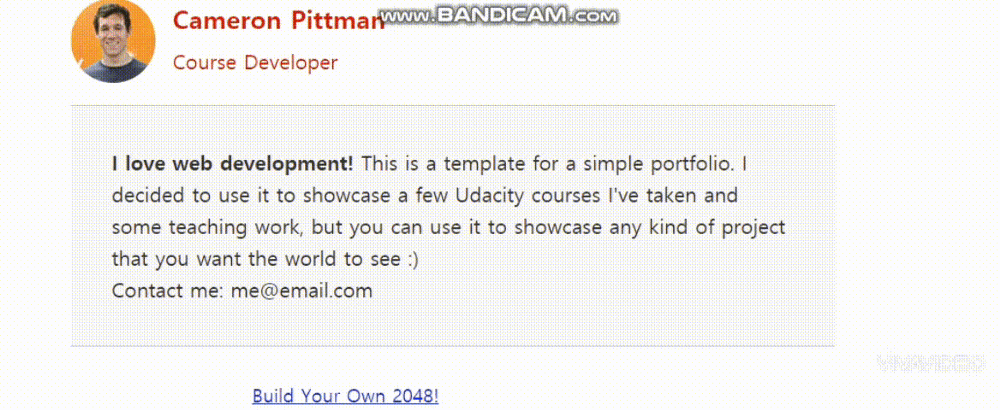 Cameron Pittman
www.BANDICAM.com
Course Developer
I love web development! This is a template for a simple portfolio. I
decided to use it to showcase a few Udacity courses I've taken and
some teaching work, but you can use it to showcase any kind of project
that you want the world to see :)
Contact me: me@email.com
VIVAVIDEO
Build Your Own 2048!